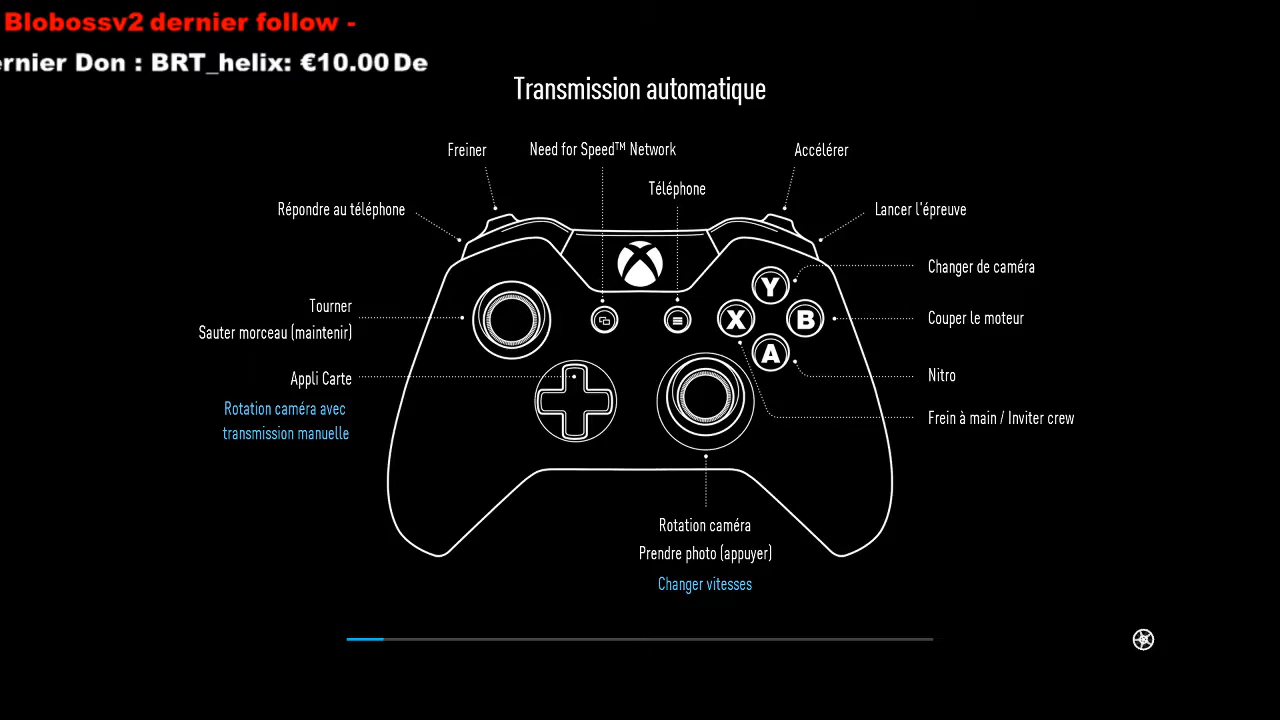 Blobossv2 dernier follow -
ernier Don : BRT_helix: €10.00 De
Transmission automatique
Freiner
Need for Speed™ Network
Accélérer
Téléphone
Répondre au téléphone
Lancer l'épreuve
Changer de caméra
Y
Tourner
X
B
Couper le moteur
Sauter morceau (maintenir)
A
Appli Carte
Nitro
Rotation caméra avec
transmission manuelle
Frein à main / Inviter crew
Rotation caméra
Prendre photo (appuyer)
Changer vitesses